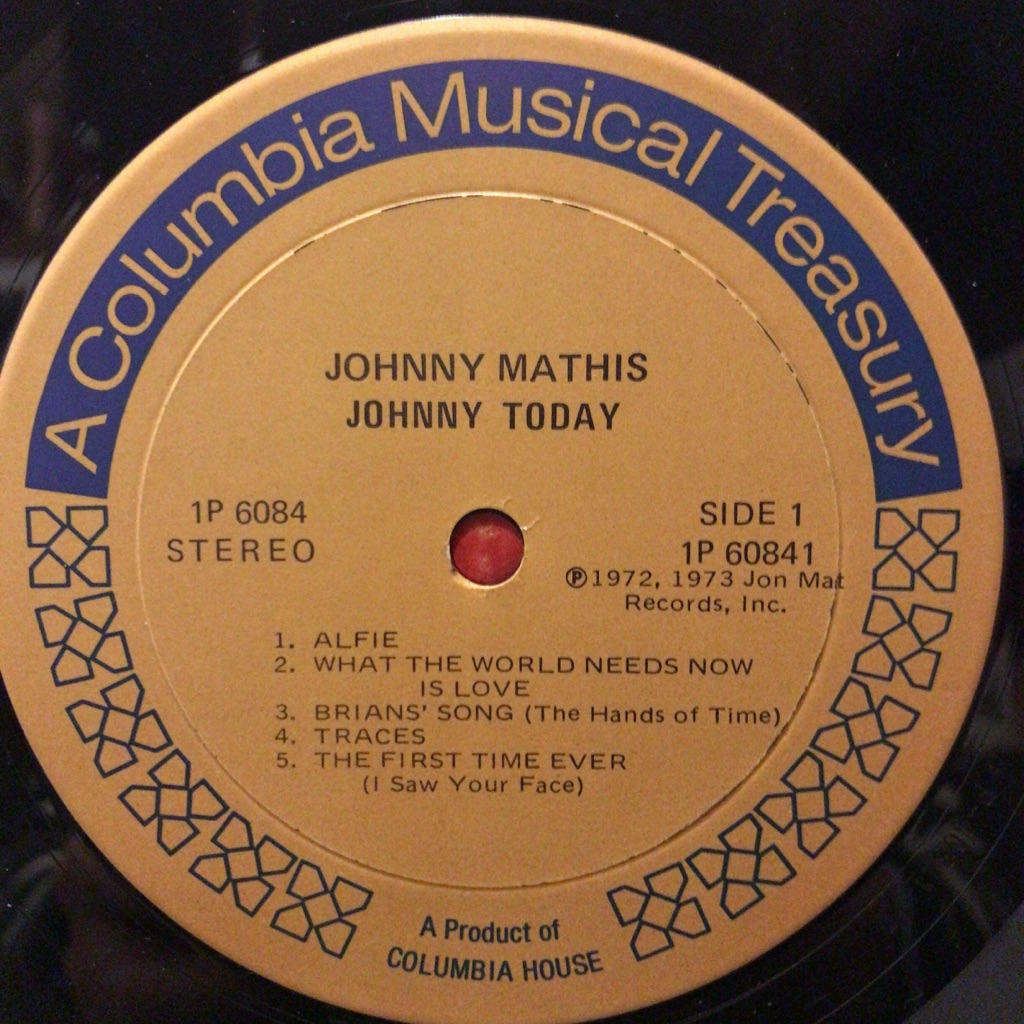 A Columbia Musical Treasury
JOHNNY MATHIS
JOHNNY TODAY
1P 6084
STEREO
SIDE 1
1P 60841
℗1972, 1973 Jon Mat
Records, Inc.
1. ALFIE
2. WHAT THE WORLD NEEDS NOW
IS LOVE
3. BRIANS' SONG (The Hands of Time)
4. TRACES
5. THE FIRST TIME EVER
(I Saw Your Face)
A Product of
COLUMBIA HOUSE